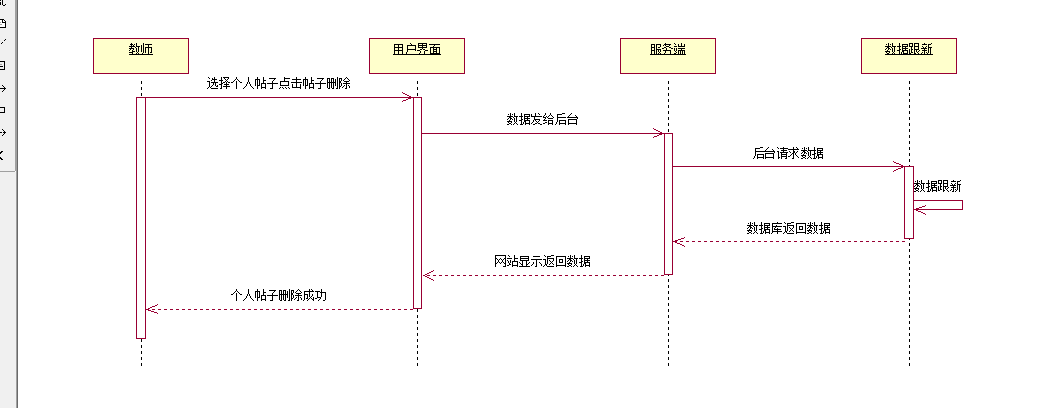 教师
用户界面
服务端
数据跟新
选择个人帖子点击帖子删除
数据发给后台
后台请求数据
数据跟新
数据库返回数据
网站显示返回数据
个人帖子删除成功